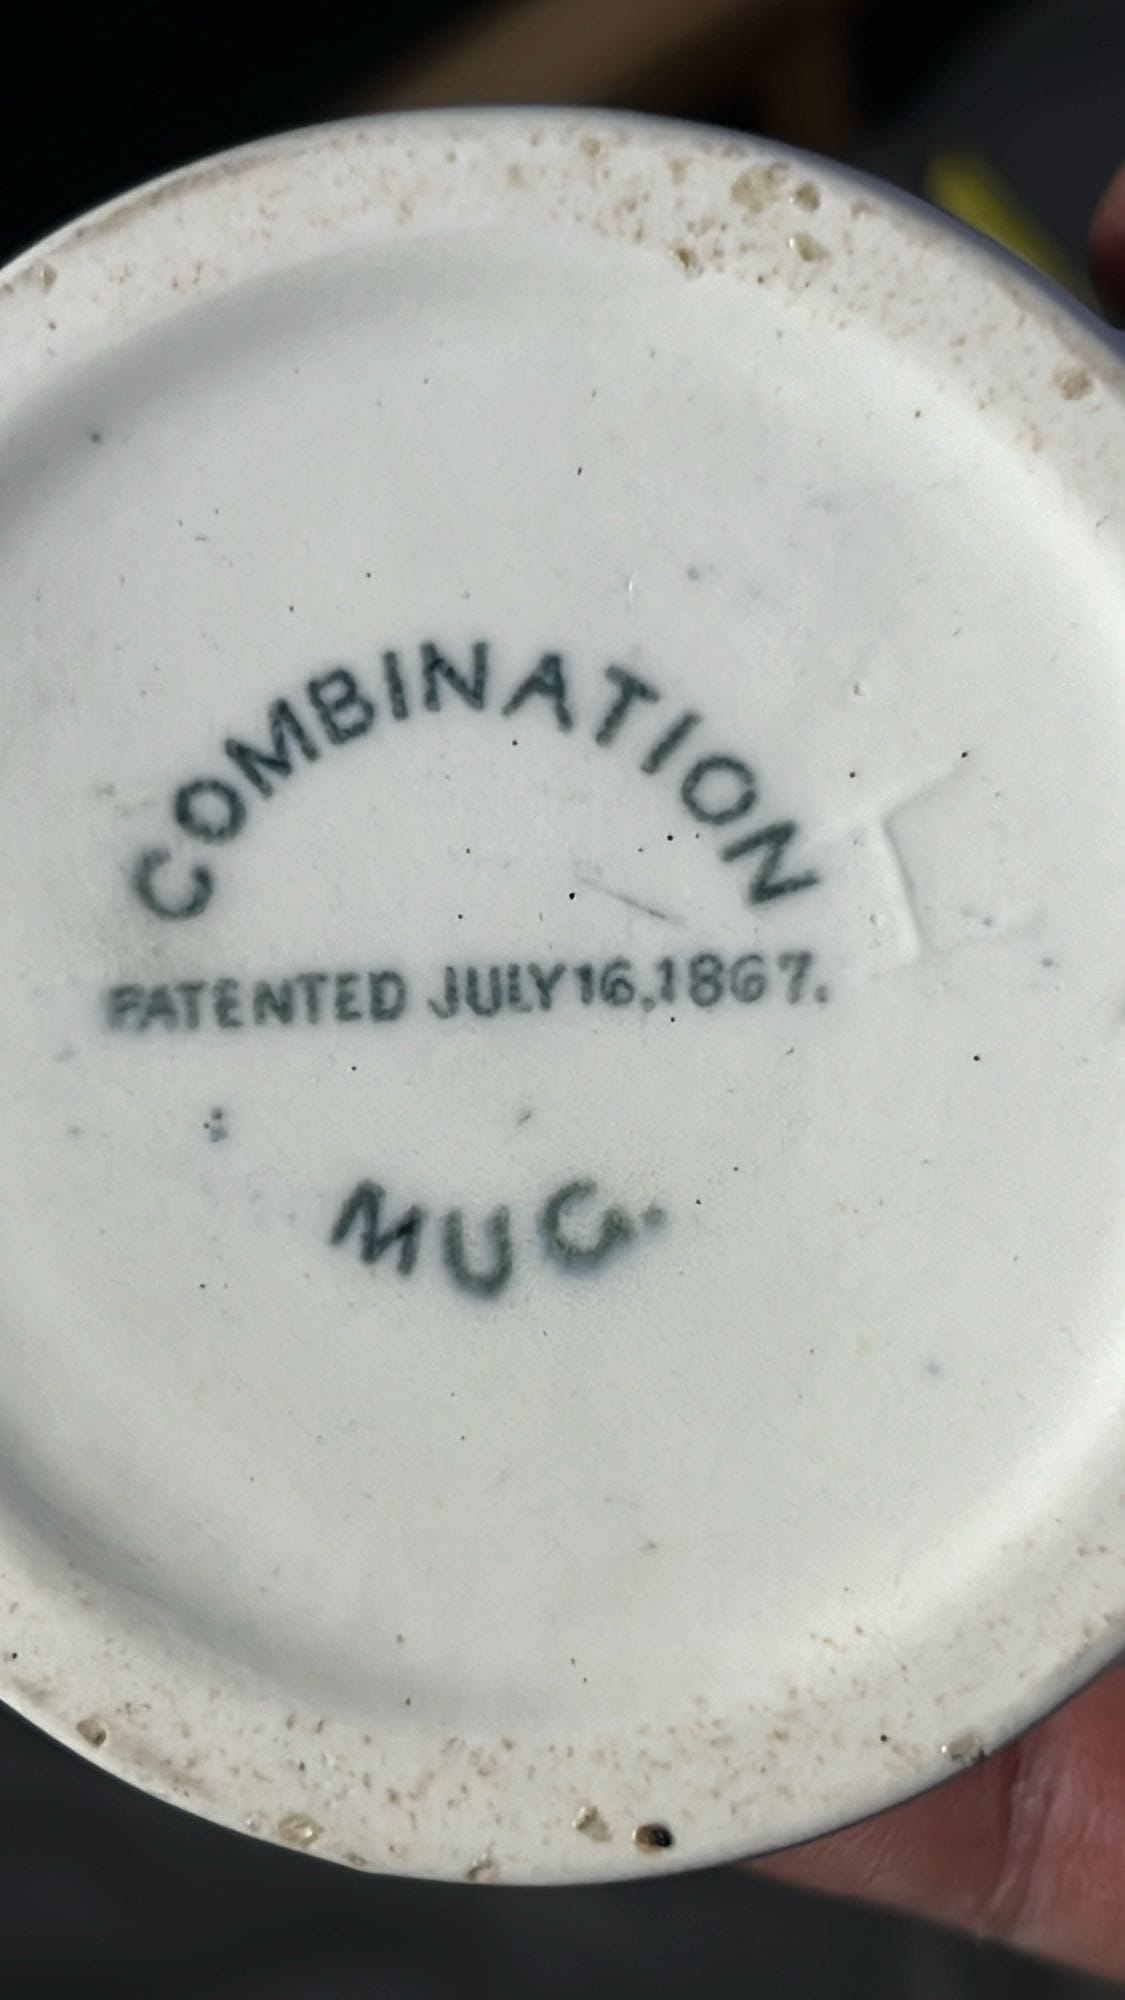 COMBINATION
PATENTED JULY 16, 1867.
MUG.